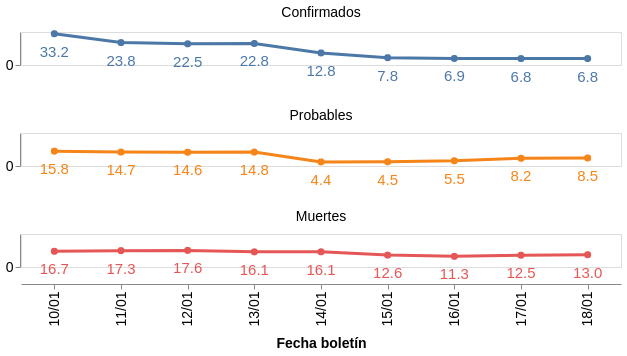 Confirmados
0
33.2 23.8 22.5 22.8 12.8 7.8 6.9 6.8 6.8
Probables
0
15.8 14.7 14.6 14.8 4.4 4.5 5.5 8.2 8.5
Muertes
0
16.7 17.3 17.6 16.1 16.1 12.6 11.3 12.5 13.0
10/01 11/01 12/01 13/01 14/01 15/01 16/01 17/01 18/01
Fecha boletín